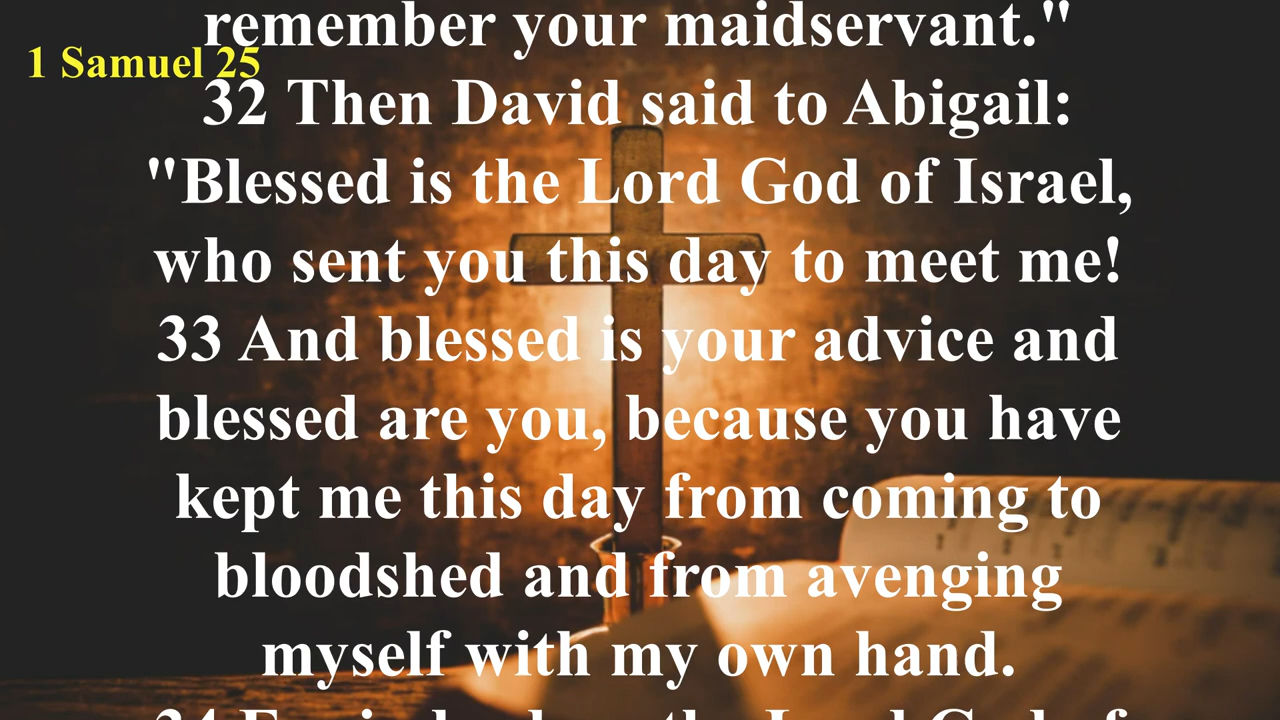 remember your maidservant."
1 Samuel 25
32 Then David said to Abigail:
"Blessed is the Lord God of Israel,
who sent you this day to meet me!
33 And blessed is your advice and
blessed are you, because you have
kept me this day from coming to
bloodshed and from avenging
myself with my own hand.